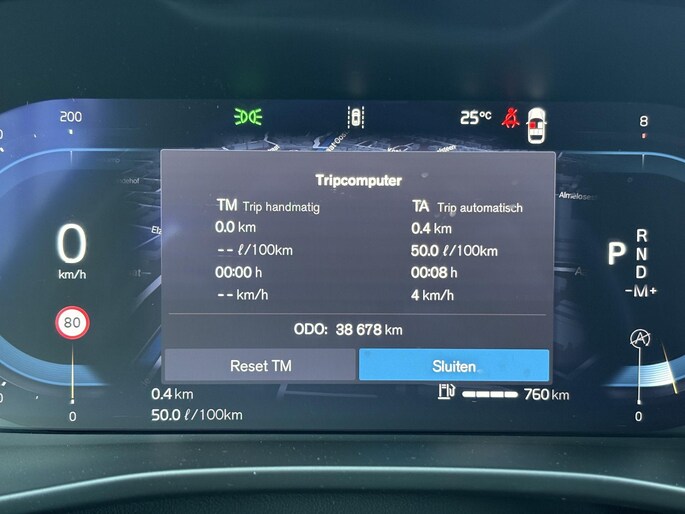 200
25°C
8
Tripcomputer
TM Trip handmatig
TA Trip automatisch
0.0 km
0.4 km
-- ℓ/100km
50.0 ℓ/100km
00:00 h
00:08 h
-- km/h
4 km/h
ODO: 38 678 km
Reset TM
Sluiten
0
km/h
80
P
R
N
D
-M+
A
Almelosest
0.4 km
50.0 ℓ/100km
760 km
0
0